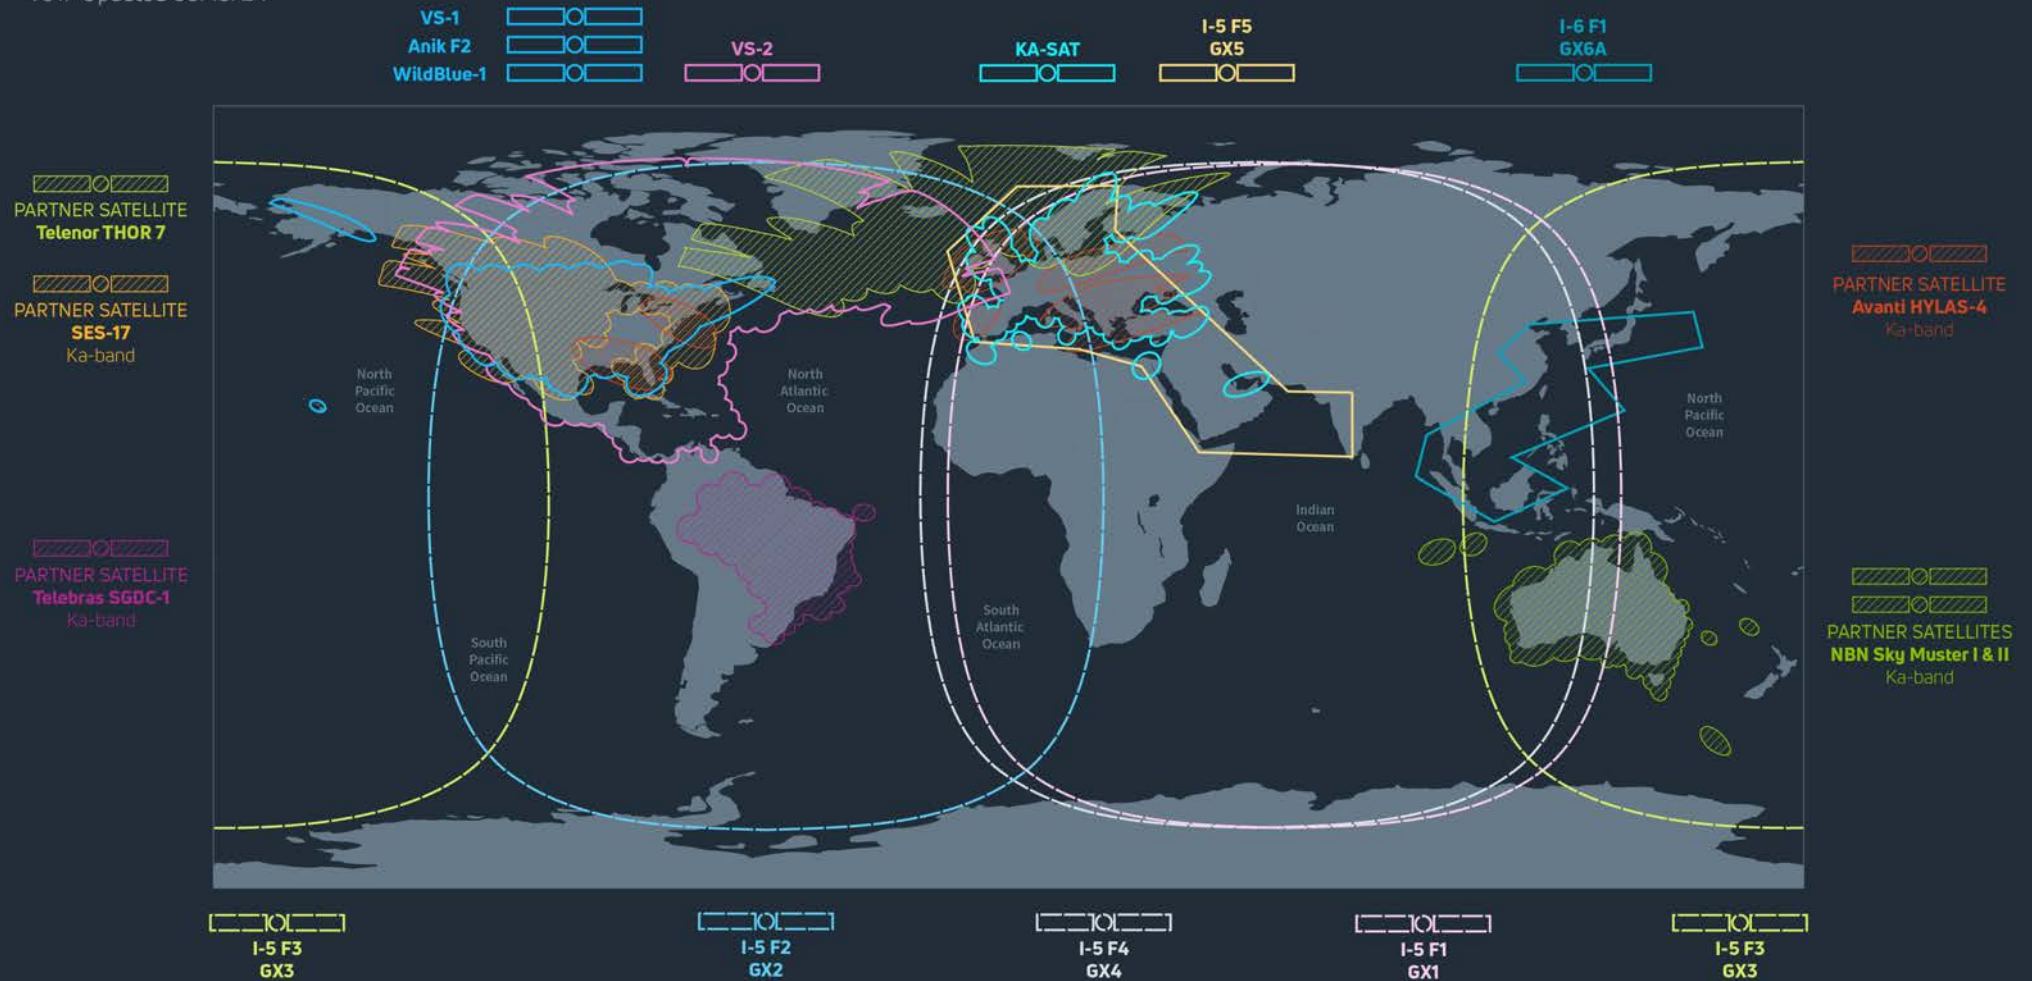 VS-1
Anik F2
WildBlue-1
VS-2
KA-SAT
I-5 F5
GX5
I-6 F1
GX6A
PARTNER SATELLITE
Telenor THOR 7
PARTNER SATELLITE
SES-17
Ka-band
PARTNER SATELLITE
Telebras SGDC-1
Ka-band
North
Pacific
Ocean
North
Atlantic
Ocean
South
Pacific
Ocean
South
Atlantic
Ocean
Indian
Ocean
North
Pacific
Ocean
PARTNER SATELLITE
Avanti HYLAS-4
Ka-band
PARTNER SATELLITES
NBN Sky Muster I & II
Ka-band
I-5 F3
GX3
I-5 F2
GX2
I-5 F4
GX4
I-5 F1
GX1
I-5 F3
GX3